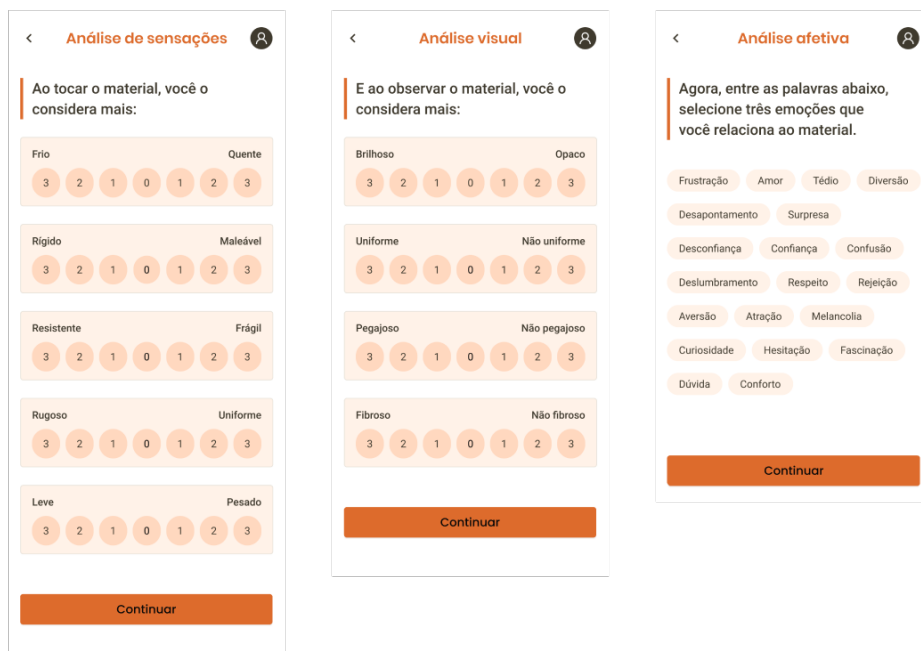 Análise de sensações
Ao tocar o material, você o
considera mais:
Frio Quente
3 2 1 0 1 2 3
Rígido Maleável
3 2 1 0 1 2 3
Resistente Frágil
3 2 1 0 1 2 3
Rugoso Uniforme
3 2 1 0 1 2 3
Leve Pesado
3 2 1 0 1 2 3
Continuar
Análise visual
E ao observar o material, você o
considera mais:
Brilhoso Opaco
3 2 1 0 1 2 3
Uniforme Não uniforme
3 2 1 0 1 2 3
Pegajoso Não pegajoso
3 2 1 0 1 2 3
Fibroso Não fibroso
3 2 1 0 1 2 3
Continuar
Análise afetiva
Agora, entre as palavras abaixo,
selecione três emoções que
você relaciona ao material.
Frustração Amor Tédio Diversão
Desapontamento Surpresa
Desconfiança Confiança Confusão
Deslumbramento Respeito Rejeição
Aversão Atração Melancolia
Curiosidade Hesitação Fascinação
Dúvida Conforto
Continuar